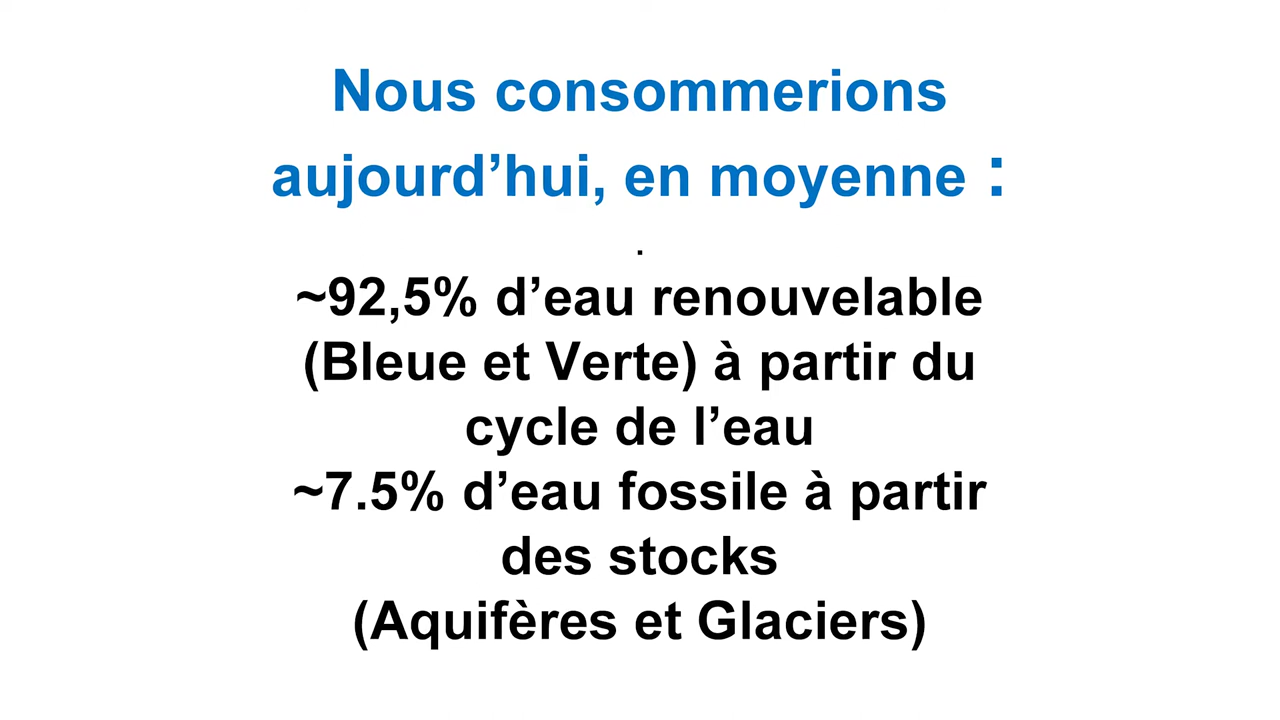 Nous consommerions
aujourd’hui, en moyenne :
.
~92,5% d’eau renouvelable
(Bleue et Verte) à partir du
cycle de l’eau
~7.5% d’eau fossile à partir
des stocks
(Aquifères et Glaciers)